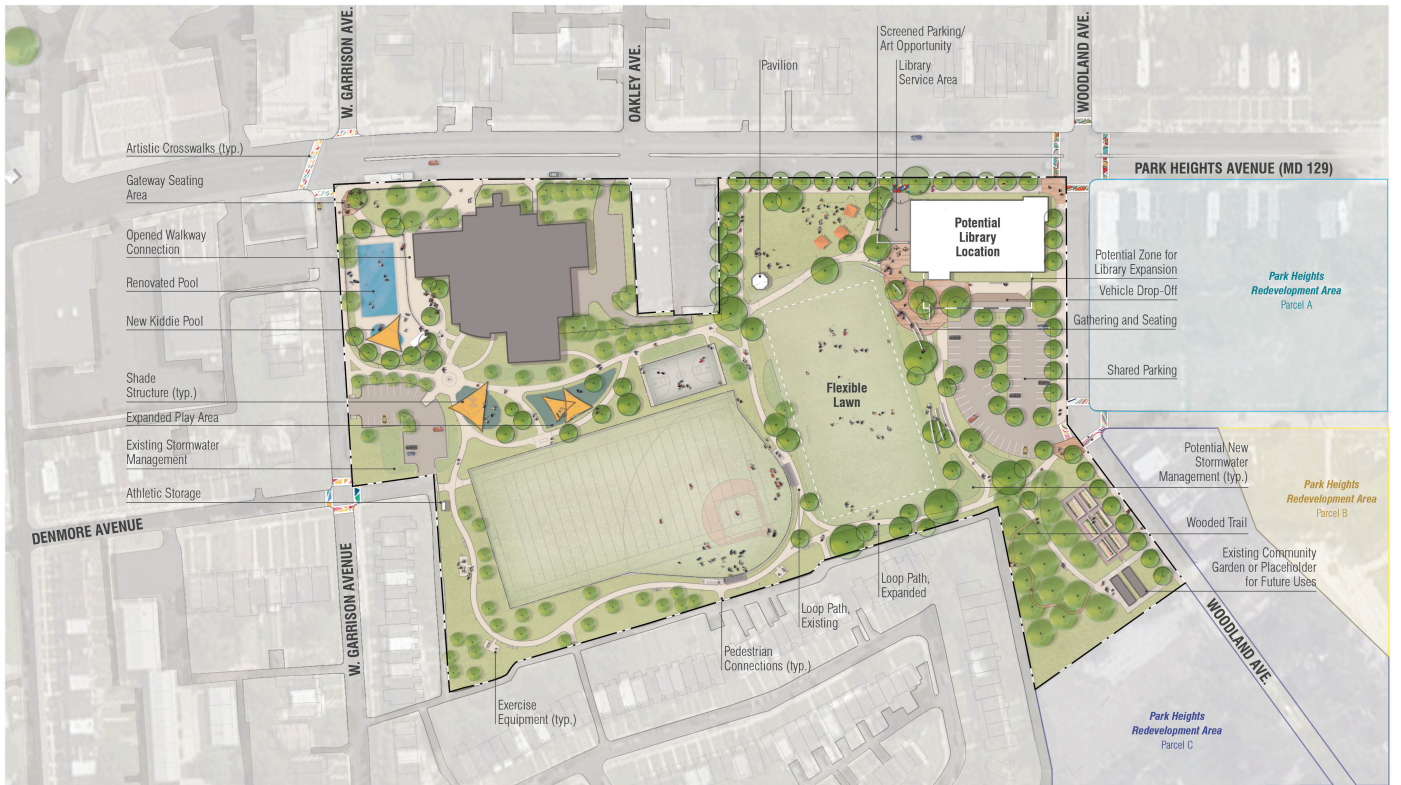 W. GARRISON AVE.
OAKLEY AVE.
WOODLAND AVE.
Screened Parking/
Art Opportunity
Pavilion
Library
Service Area
Artistic Crosswalks (typ.)
PARK HEIGHTS AVENUE (MD 129)
Gateway Seating
Area
Opened Walkway
Connection
Renovated Pool
New Kiddie Pool
Shade
Structure (typ.)
Expanded Play Area
Existing Stormwater
Management
Athletic Storage
DENMORE AVENUE
W. GARRISON AVENUE
Potential
Library
Location
Flexible
Lawn
Potential Zone for
Library Expansion
Vehicle Drop-Off
Gathering and Seating
Shared Parking
Park Heights
Redevelopment Area
Parcel A
Potential New
Stormwater
Management (typ.)
Wooded Trail
Existing Community
Garden or Placeholder
for Future Uses
Park Heights
Redevelopment Area
Parcel B
Loop Path,
Expanded
Loop Path,
Existing
Pedestrian
Connections (typ.)
Exercise
Equipment (typ.)
WOODLAND AVE.
Park Heights
Redevelopment Area
Parcel C